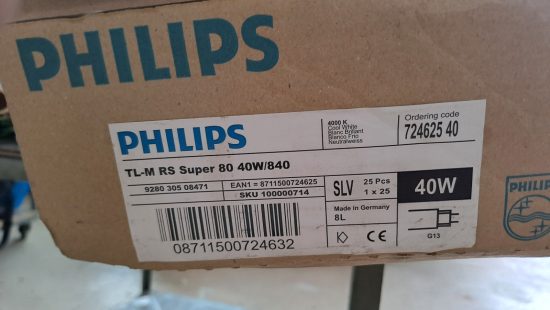 PHILIPS
PHILIPS
4000 K
Cool White
Blanc Brillant
Blanco Frio
Neutralweiss
Ordering code
724625 40
TL-M RS Super 80 40W/840
9280 305 08471
EAN1 = 8711500724625
SKU 100000714
SLV
25 Pcs
1 x 25
40W
Made in Germany
8L
CE
G13
08711500724632
PHILIP